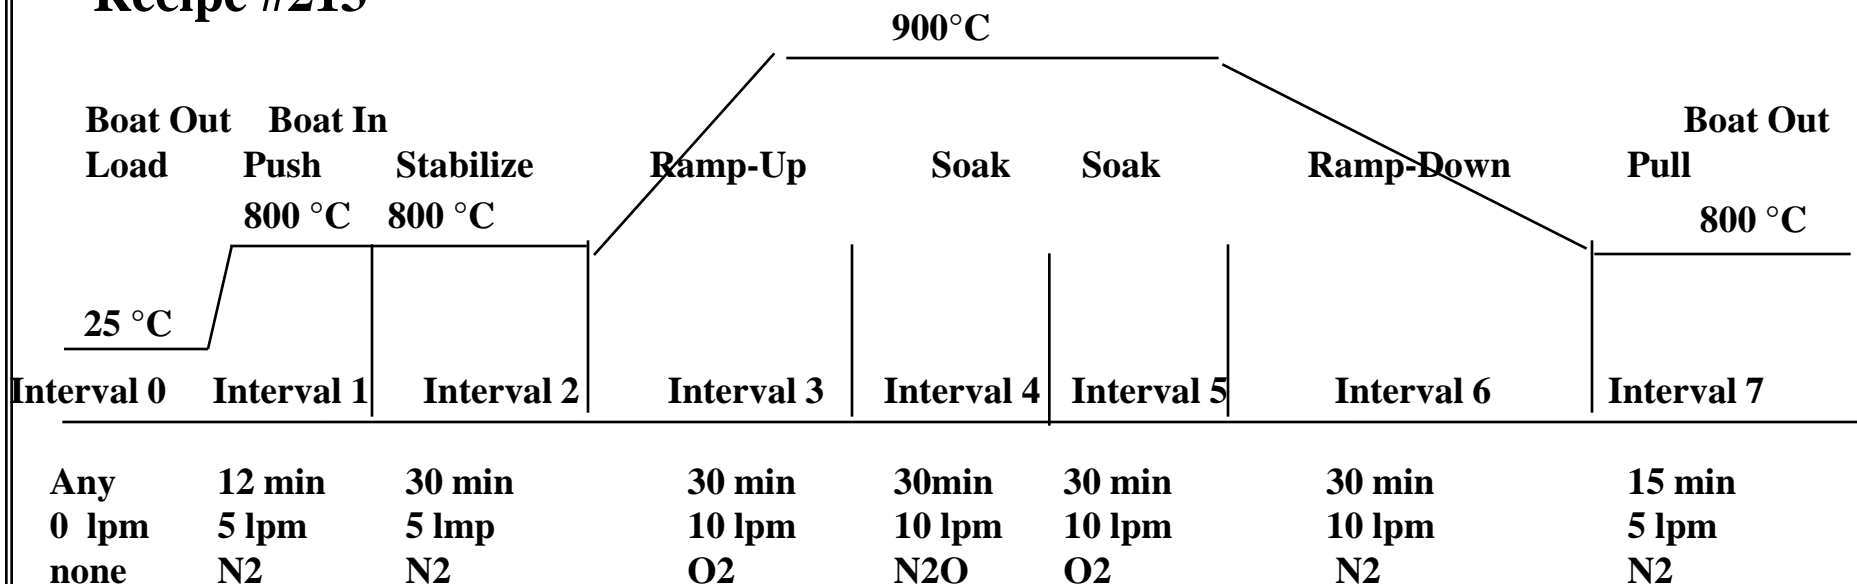 Recipe #213
900°C
Boat Out Boat In Boat Out
Load Push Stabilize Ramp-Up Soak Soak Ramp-Down Pull
800 °C 800 °C 800 °C
25 °C
Interval 0 Interval 1 Interval 2 Interval 3 Interval 4 Interval 5 Interval 6 Interval 7
Any 12 min 30 min 30 min 30min 30 min 30 min 15 min
0 lpm 5 lpm 5 lmp 10 lpm 10 lpm 10 lpm 10 lpm 5 lpm
none N2 N2 O2 N2O O2 N2 N2